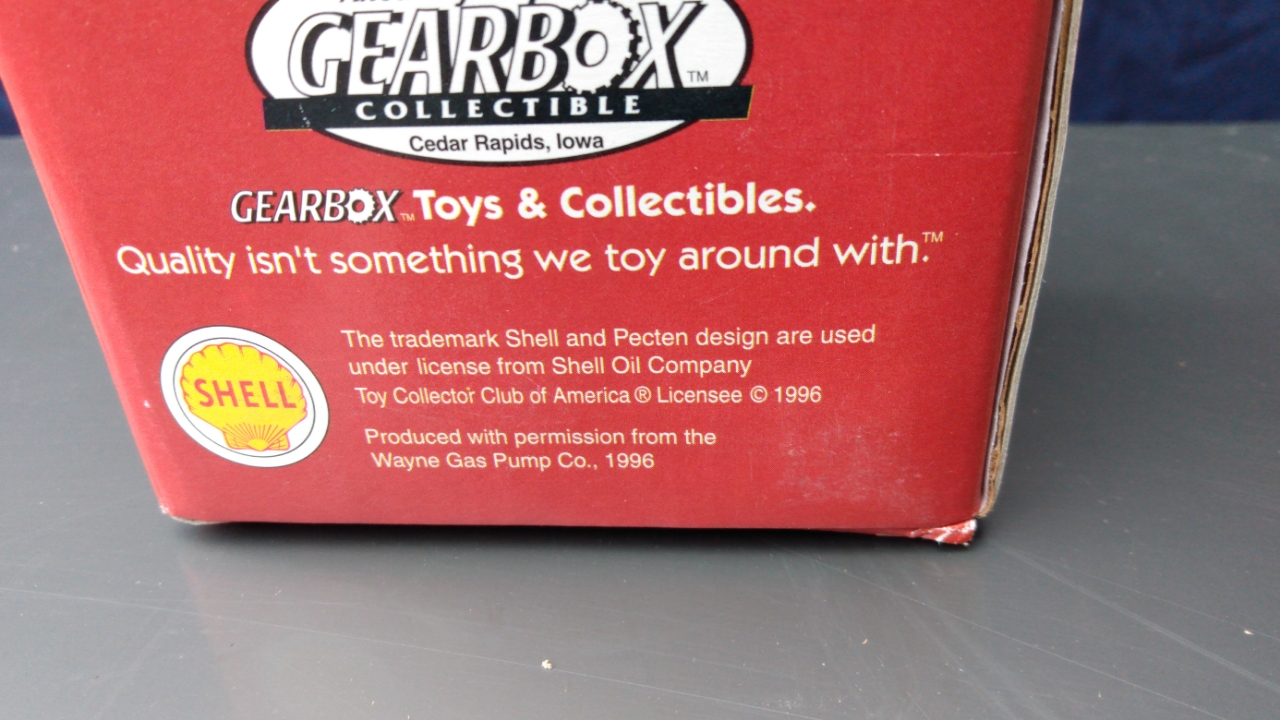 GEARBOX™
COLLECTIBLE
Cedar Rapids, Iowa
GEARBOX™ Toys & Collectibles.
Quality isn't something we toy around with.™
SHELL
The trademark Shell and Pecten design are used
under license from Shell Oil Company
Toy Collector Club of America® Licensee © 1996
Produced with permission from the
Wayne Gas Pump Co., 1996